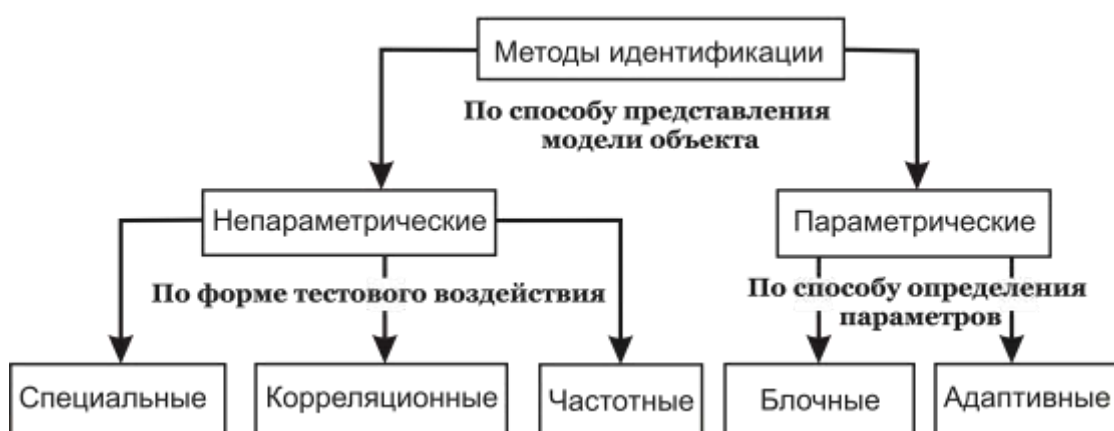 Методы идентификации
По способу представления
модели объекта
Непараметрические
Параметрические
По форме тестового воздействия
По способу определения
параметров
Специальные
Корреляционные
Частотные
Блочные
Адаптивные